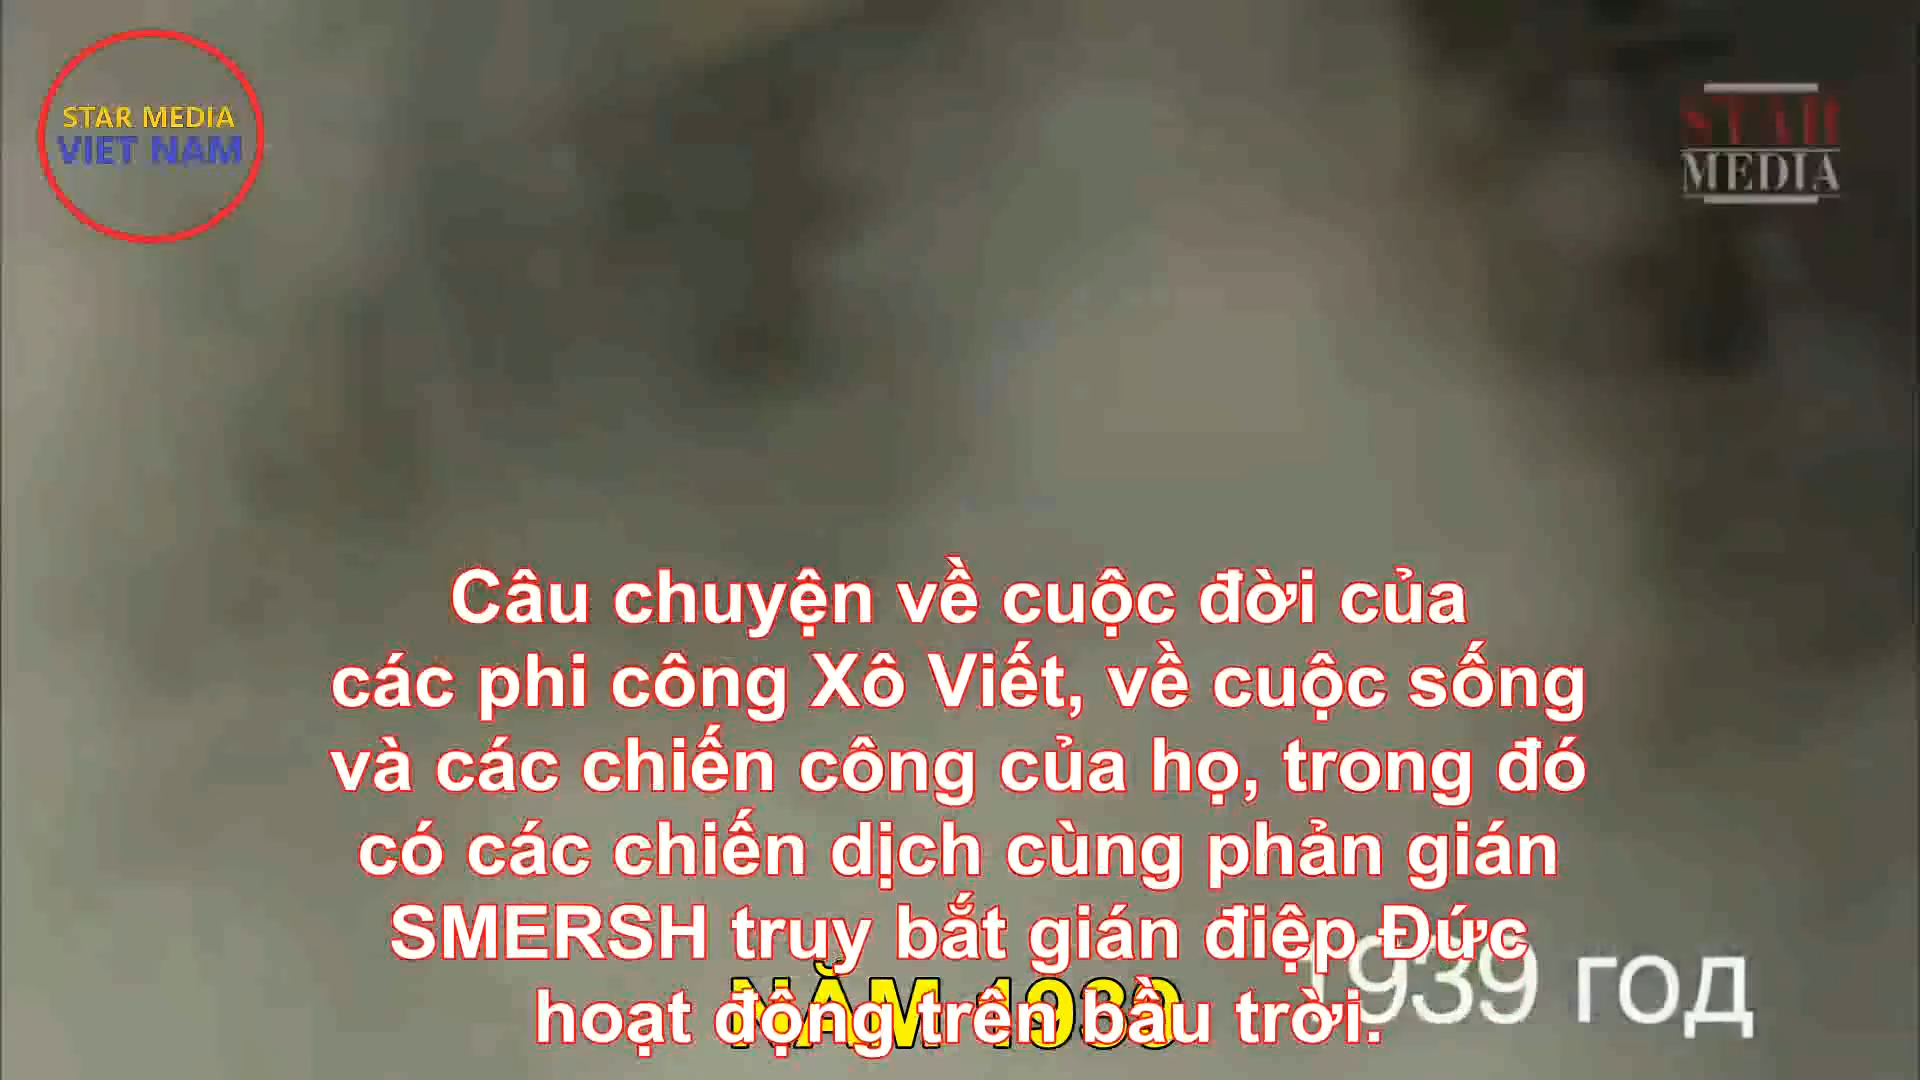 STAR MEDIA
VIET NAM
STAR
MEDIA
Câu chuyện về cuộc đời của
các phi công Xô Viết, về cuộc sống
và các chiến công của họ, trong đó
có các chiến dịch cùng phản gián
SMERSH truy bắt gián điệp Đức
hoạt động trên bầu trời.
NĂM 1939
1939 год